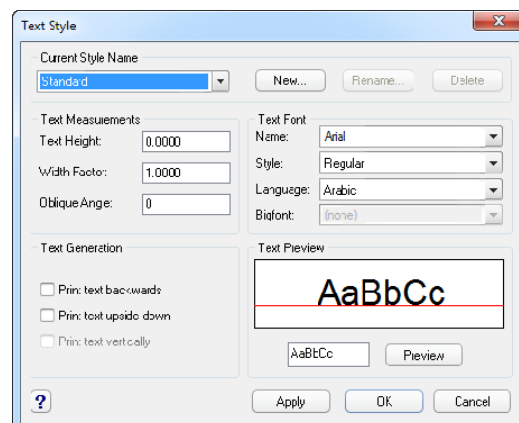 Text Style
Current Style Name
Standard
New...
Rename...
Delete
Text Measurements
Text Height: 0.0000
Width Factor: 1.0000
Oblique Angle: 0
Text Font
Name: Arial
Style: Regular
Language: Arabic
Bigfont: (none)
Text Generation
Print text backwards
Print text upside down
Print text vertically
Text Preview
AaBbCc
AaBbCc
Preview
?
Apply
OK
Cancel